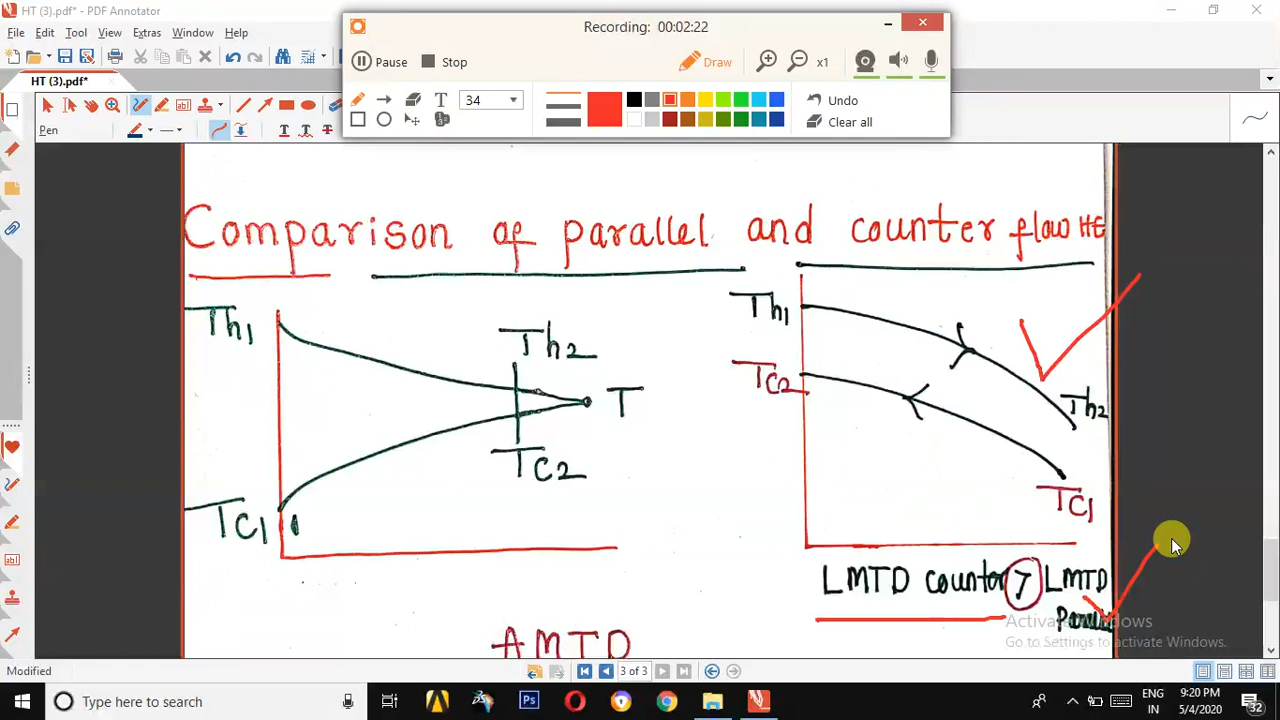 HT (3).pdf* - PDF Annotator
File Edit Tool View Extras Window Help
Recording: 00:02:22
Pause Stop Draw x1
T 34 Undo
Clear all
HT (3).pdf*
Pen
Comparison of parallel and counter flow HE
Th1
Th2
T
Tc2
Tc1
Th1
Tc2
Th2
Tc1
LMTD counter > LMTD
AMTD
Activate Windows
Go to Settings to activate Windows.
Modified
3 of 3
Type here to search
Ps
ENG
IN
9:20 PM
5/4/2020
32